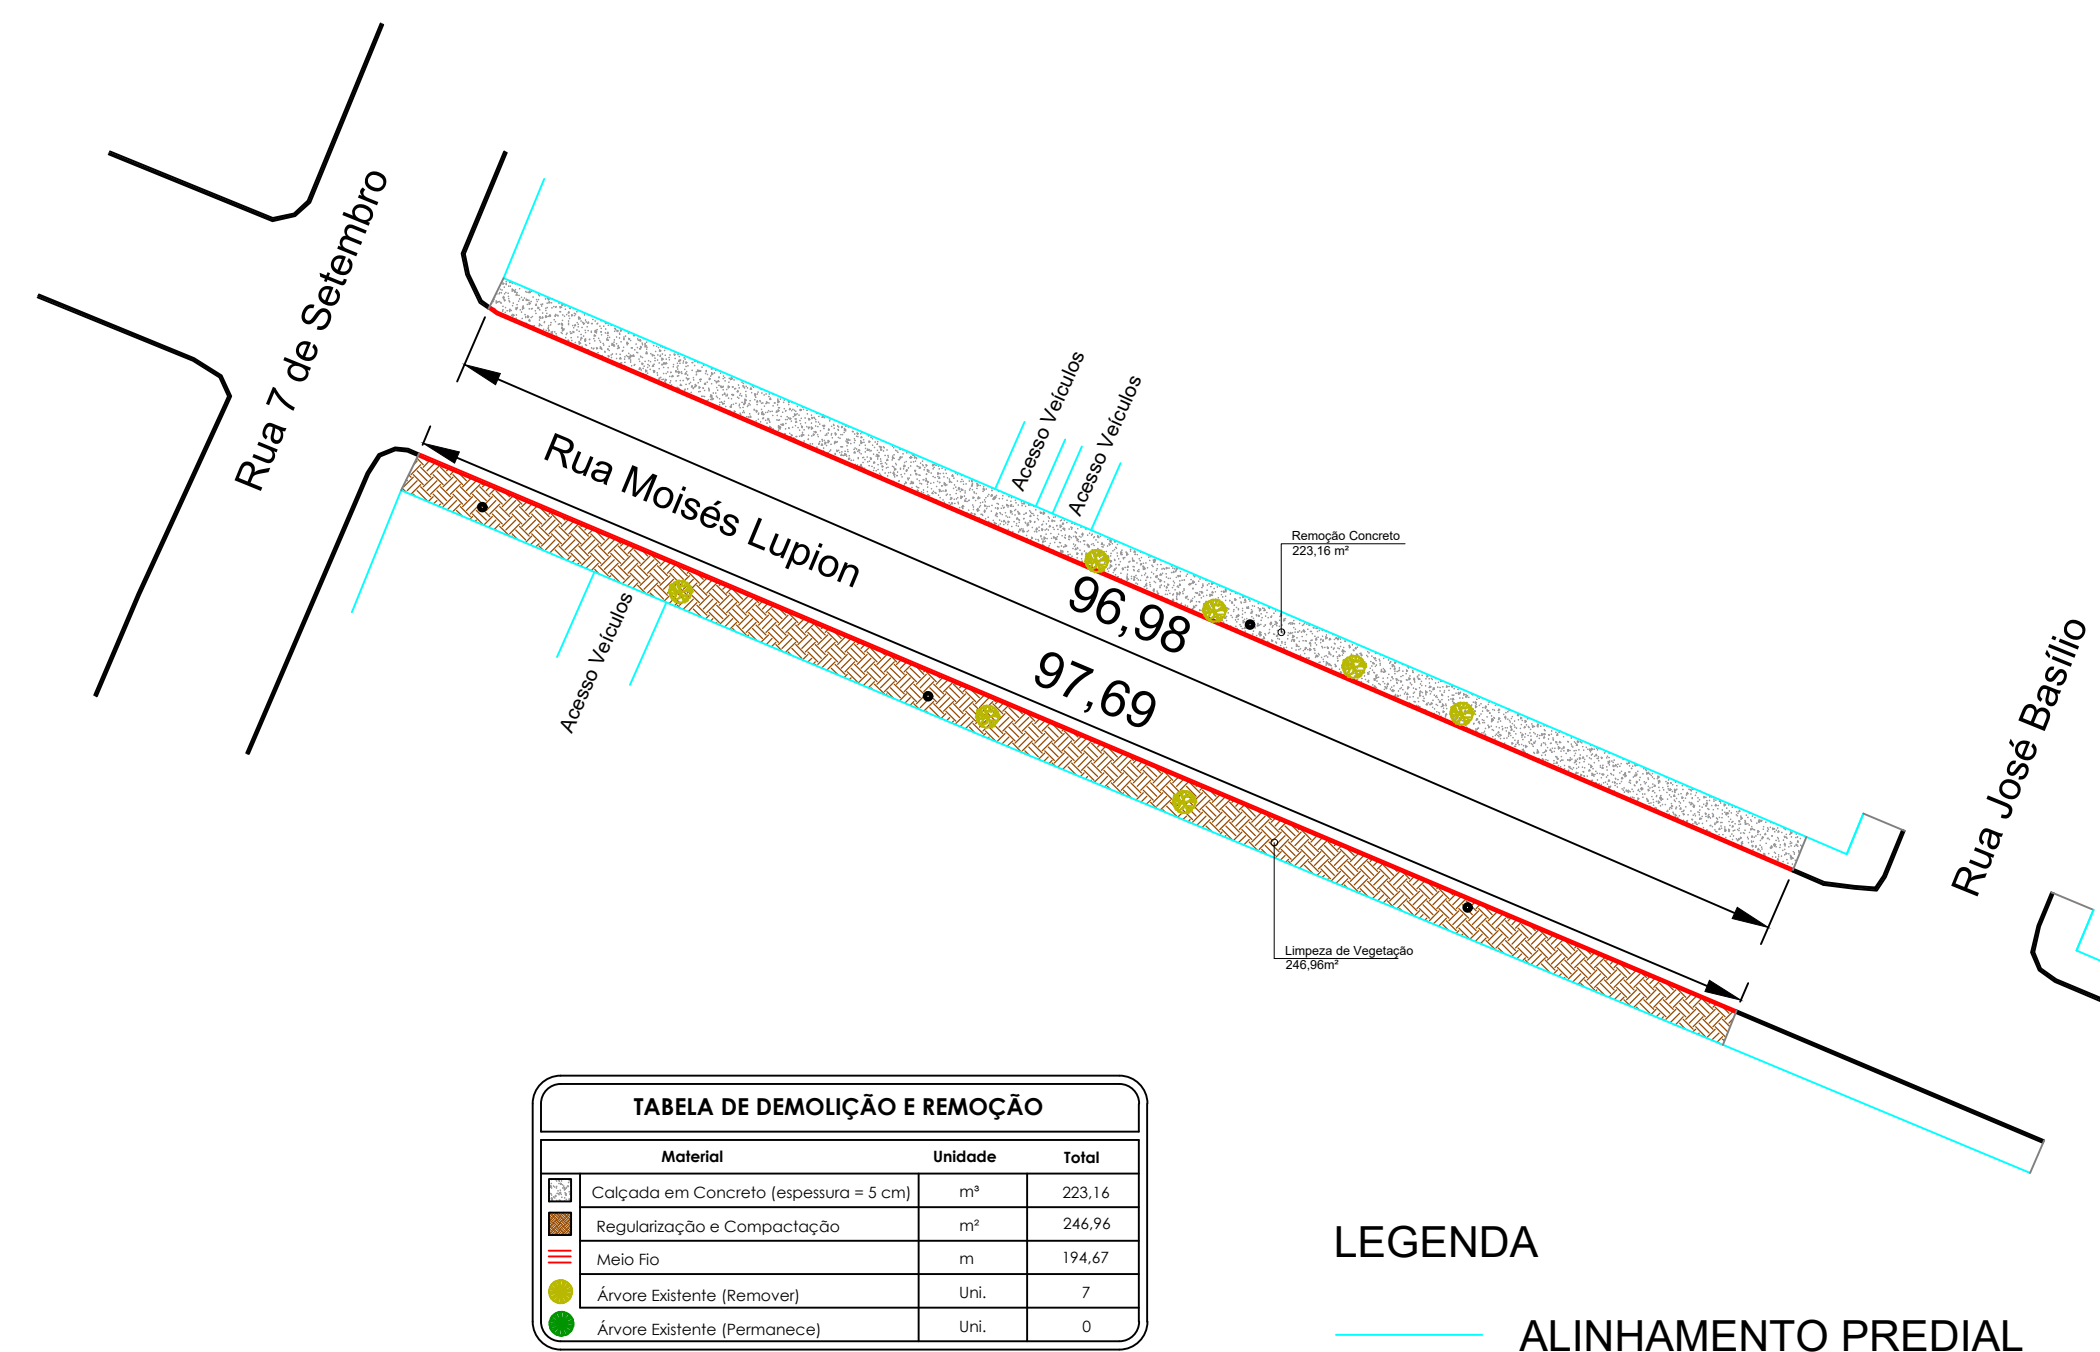 Rua 7 de Setembro
Rua Moisés Lupion
Acesso Veículos
Acesso Veículos
Acesso Veículos
96,98
97,69
Remoção Concreto
223,16 m²
Limpeza de Vegetação
246,96m²
Rua José Basílio
TABELA DE DEMOLIÇÃO E REMOÇÃO
Material Unidade Total
Calçada em Concreto (espessura = 5 cm) m³ 223,16
Regularização e Compactação m² 246,96
Meio Fio m 194,67
Árvore Existente (Remover) Uni. 7
Árvore Existente (Permanece) Uni. 0
LEGENDA
ALINHAMENTO PREDIAL